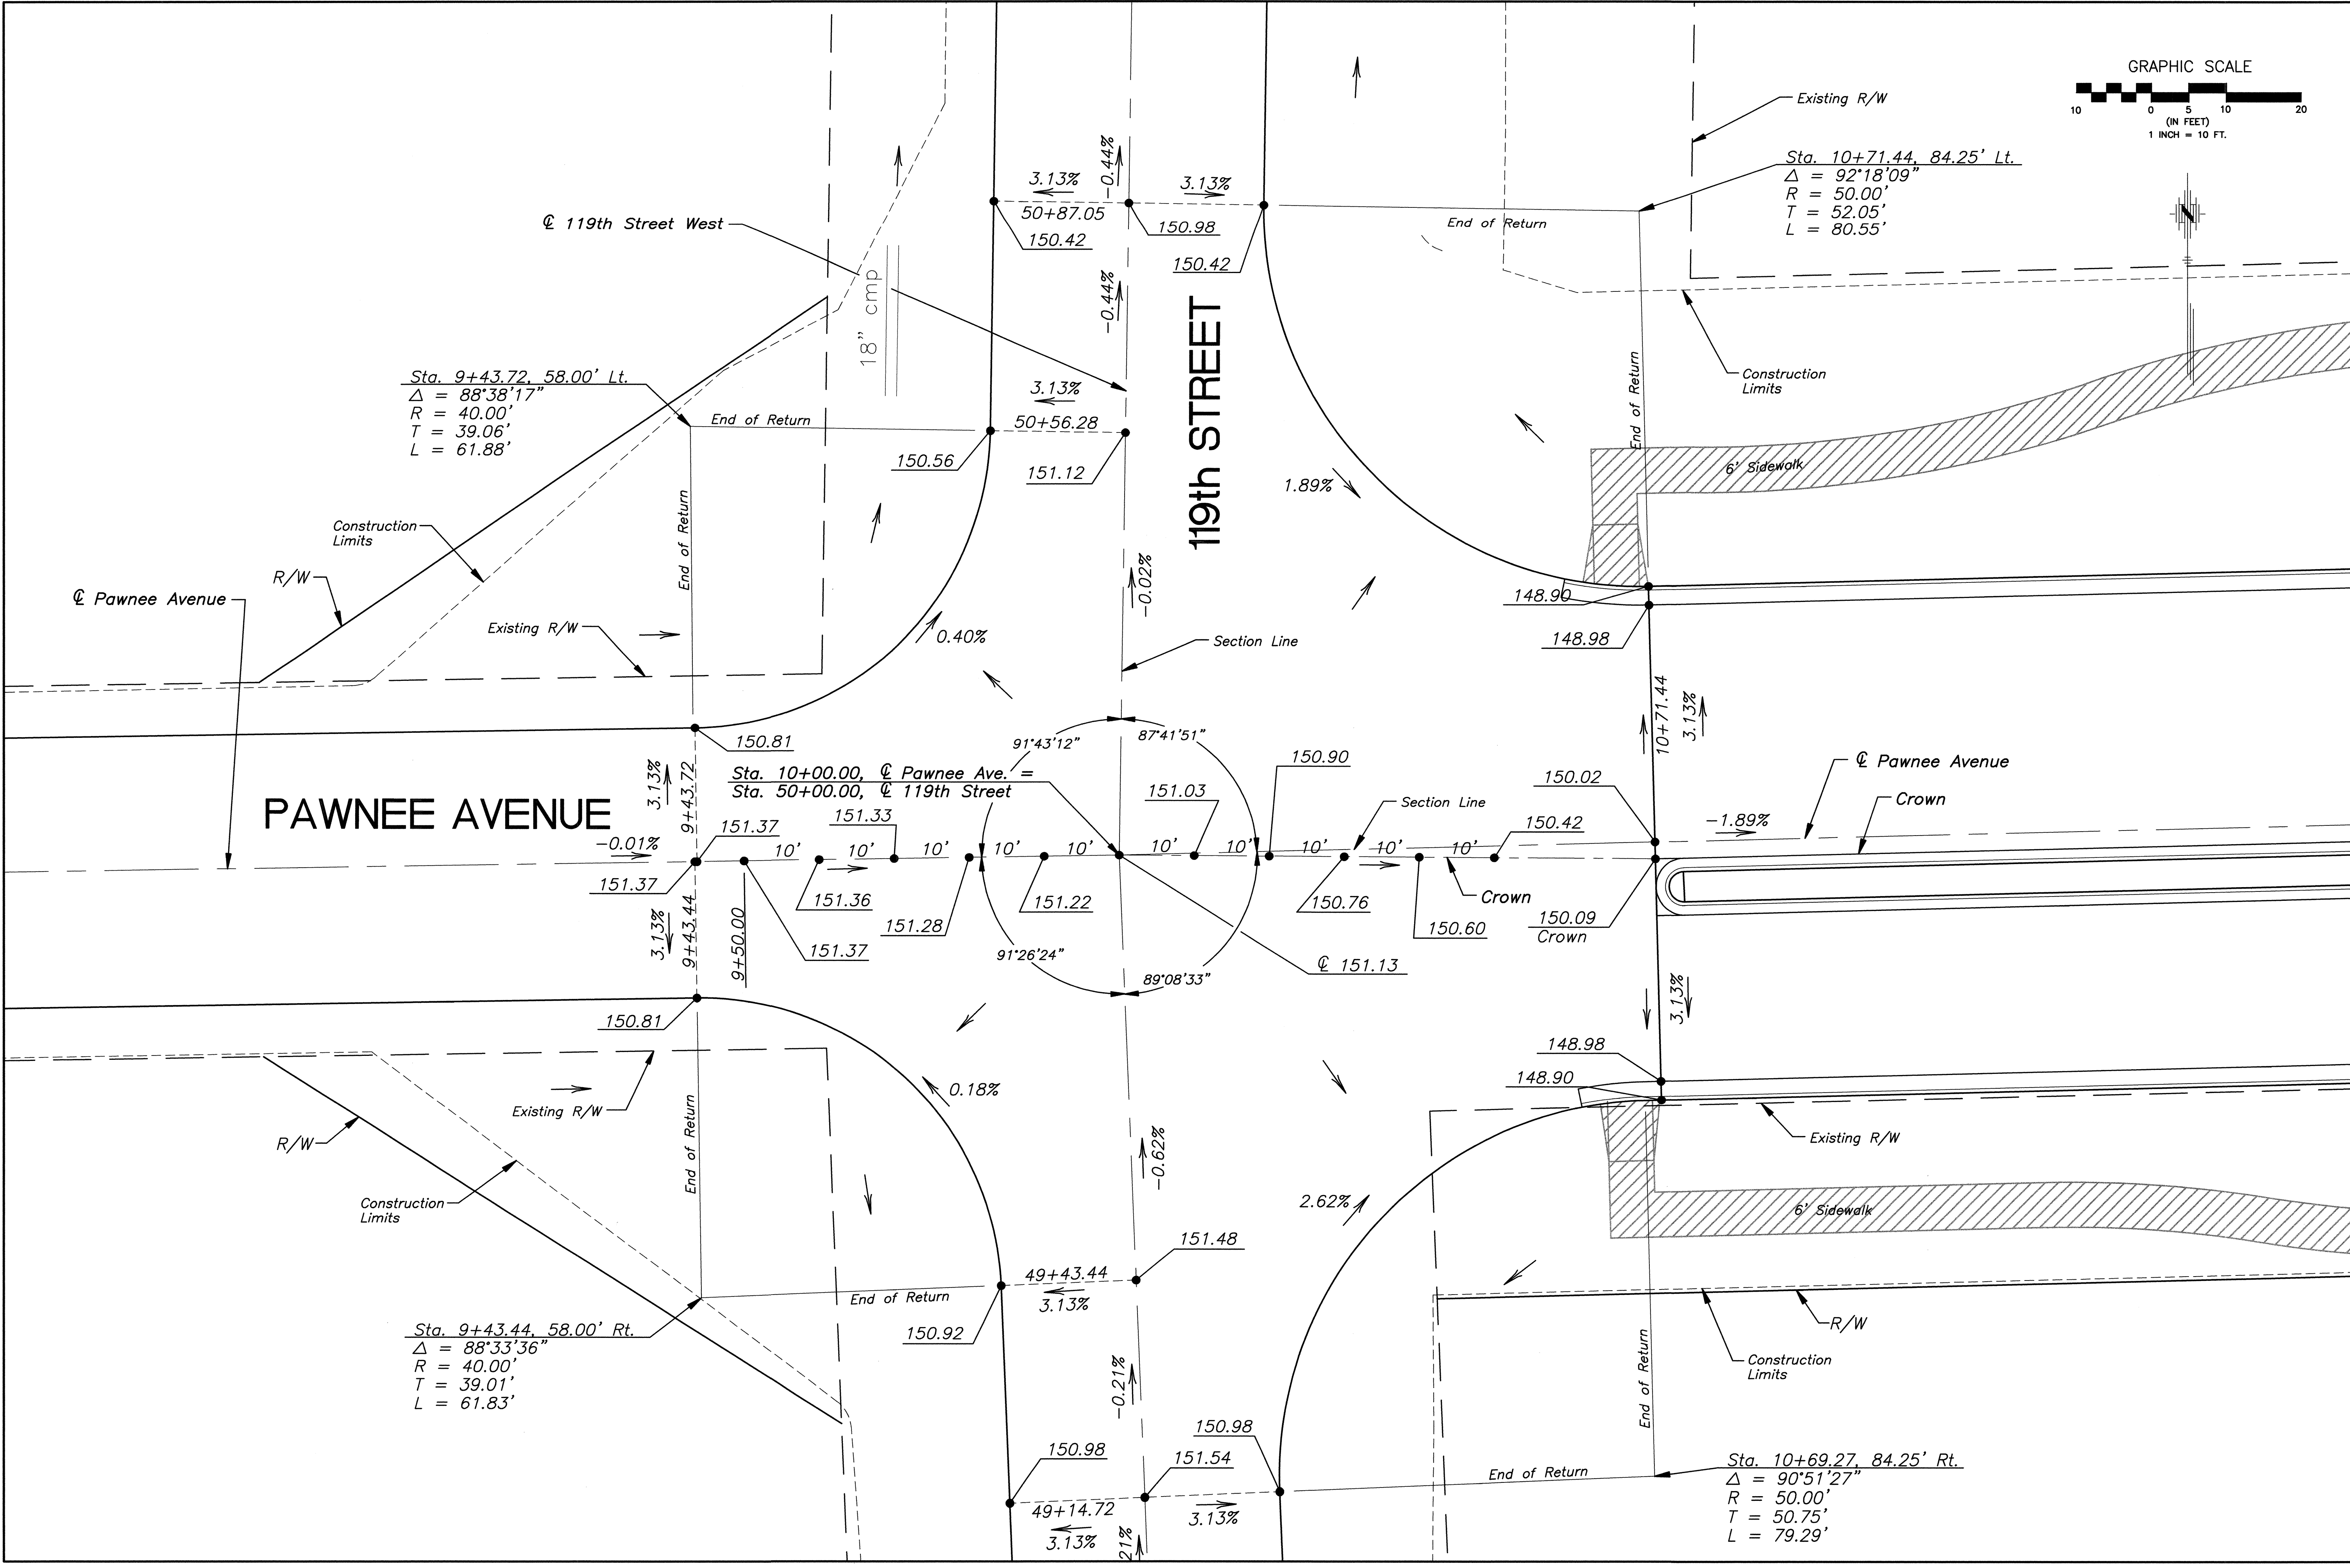 GRAPHIC SCALE
10 0 5 10 20
(IN FEET)
1 INCH = 10 FT.
N
Existing R/W
Sta. 10+71.44, 84.25' Lt.
Δ = 92°18'09"
R = 50.00'
T = 52.05'
L = 80.55'
-0.44%
3.13%
3.13%
50+87.05
150.98
150.42
150.42
End of Return
℄ 119th Street West
18" cmp
-0.44%
119th STREET
End of Return
Construction
Limits
Sta. 9+43.72, 58.00' Lt.
Δ = 88°38'17"
R = 40.00'
T = 39.06'
L = 61.88'
End of Return
3.13%
50+56.28
150.56
151.12
1.89%
6' Sidewalk
Construction
Limits
End of Return
R/W
℄ Pawnee Avenue
Existing R/W
0.40%
-0.02%
Section Line
148.90
148.98
10+71.44
3.13%
150.81
91°43'12"
87°41'51"
3.13%
9+43.72
Sta. 10+00.00, ℄ Pawnee Ave. =
Sta. 50+00.00, ℄ 119th Street
150.90
151.03
150.02
℄ Pawnee Avenue
Crown
PAWNEE AVENUE
-0.01%
151.37
151.33
Section Line
150.42
-1.89%
10' 10' 10' 10' 10' 10' 10' 10' 10' 10'
151.37
151.36
151.28
151.22
150.76
Crown
150.60
150.09
Crown
3.13%
9+43.44
9+50.00
151.37
91°26'24"
89°08'33"
℄ 151.13
3.13%
150.81
148.98
148.90
Existing R/W
0.18%
Existing R/W
R/W
End of Return
-0.62%
2.62%
Construction
Limits
6' Sidewalk
151.48
49+43.44
3.13%
End of Return
150.92
Sta. 9+43.44, 58.00' Rt.
Δ = 88°33'36"
R = 40.00'
T = 39.01'
L = 61.83'
R/W
Construction
Limits
End of Return
-0.21%
150.98
150.98
151.54
End of Return
49+14.72
3.13%
3.13%
21%
Sta. 10+69.27, 84.25' Rt.
Δ = 90°51'27"
R = 50.00'
T = 50.75'
L = 79.29'